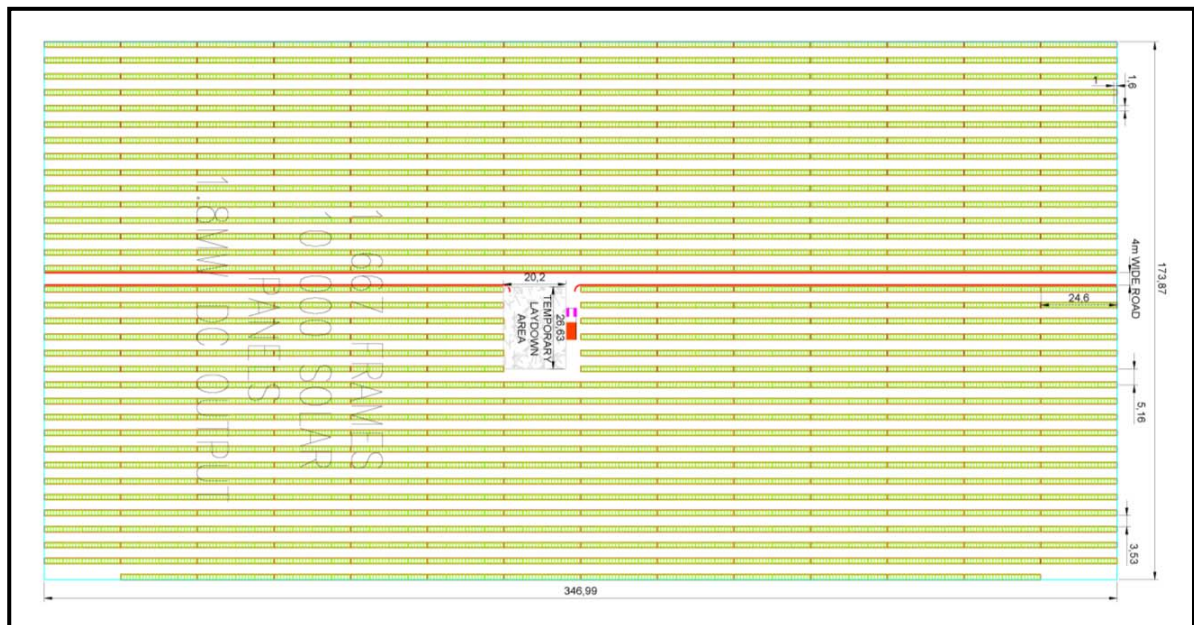 1 667 FRAMES
10 000 SOLAR
PANELS
1.8MW DC OUTPUT
20,2
26,63
TEMPORARY
LAYDOWN
AREA
1
1,6
4m WIDE ROAD
173,87
24,6
5,16
3,53
346,99